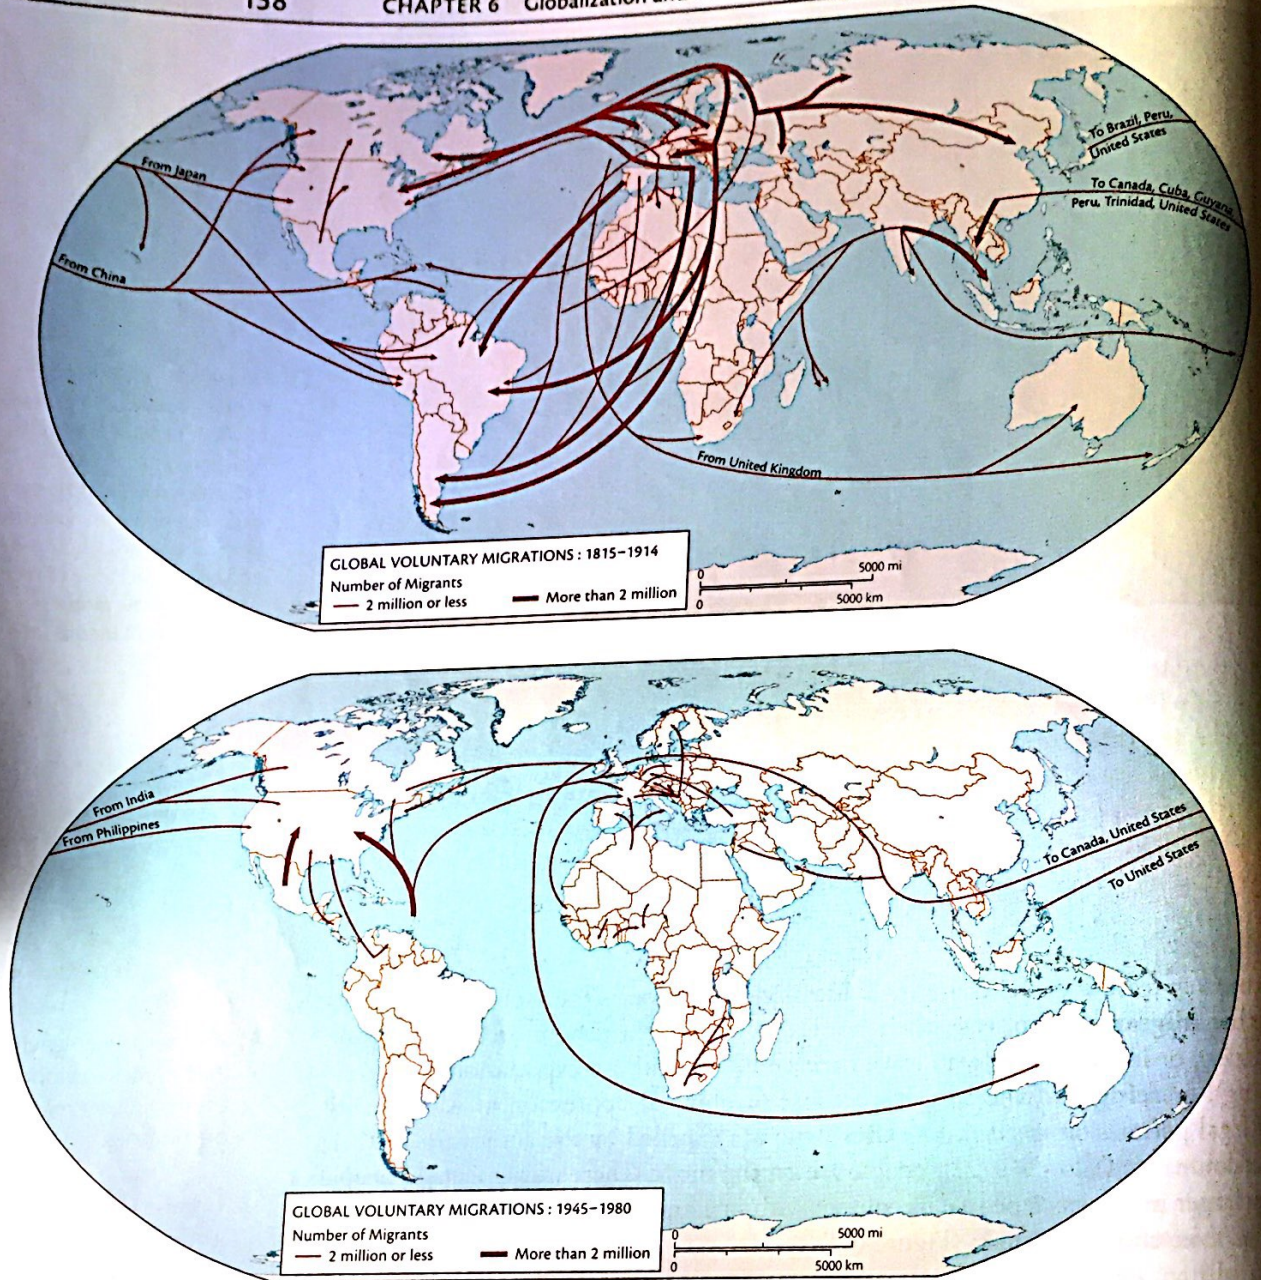 138 CHAPTER 6 Globalization an
From Japan
From China
To Brazil, Peru,
United States
To Canada, Cuba, Guyana,
Peru, Trinidad, United States
From United Kingdom
GLOBAL VOLUNTARY MIGRATIONS : 1815–1914
Number of Migrants
2 million or less More than 2 million
0 5000 mi
0 5000 km
From India
From Philippines
To Canada, United States
To United States
GLOBAL VOLUNTARY MIGRATIONS : 1945–1980
Number of Migrants
2 million or less More than 2 million
0 5000 mi
0 5000 km